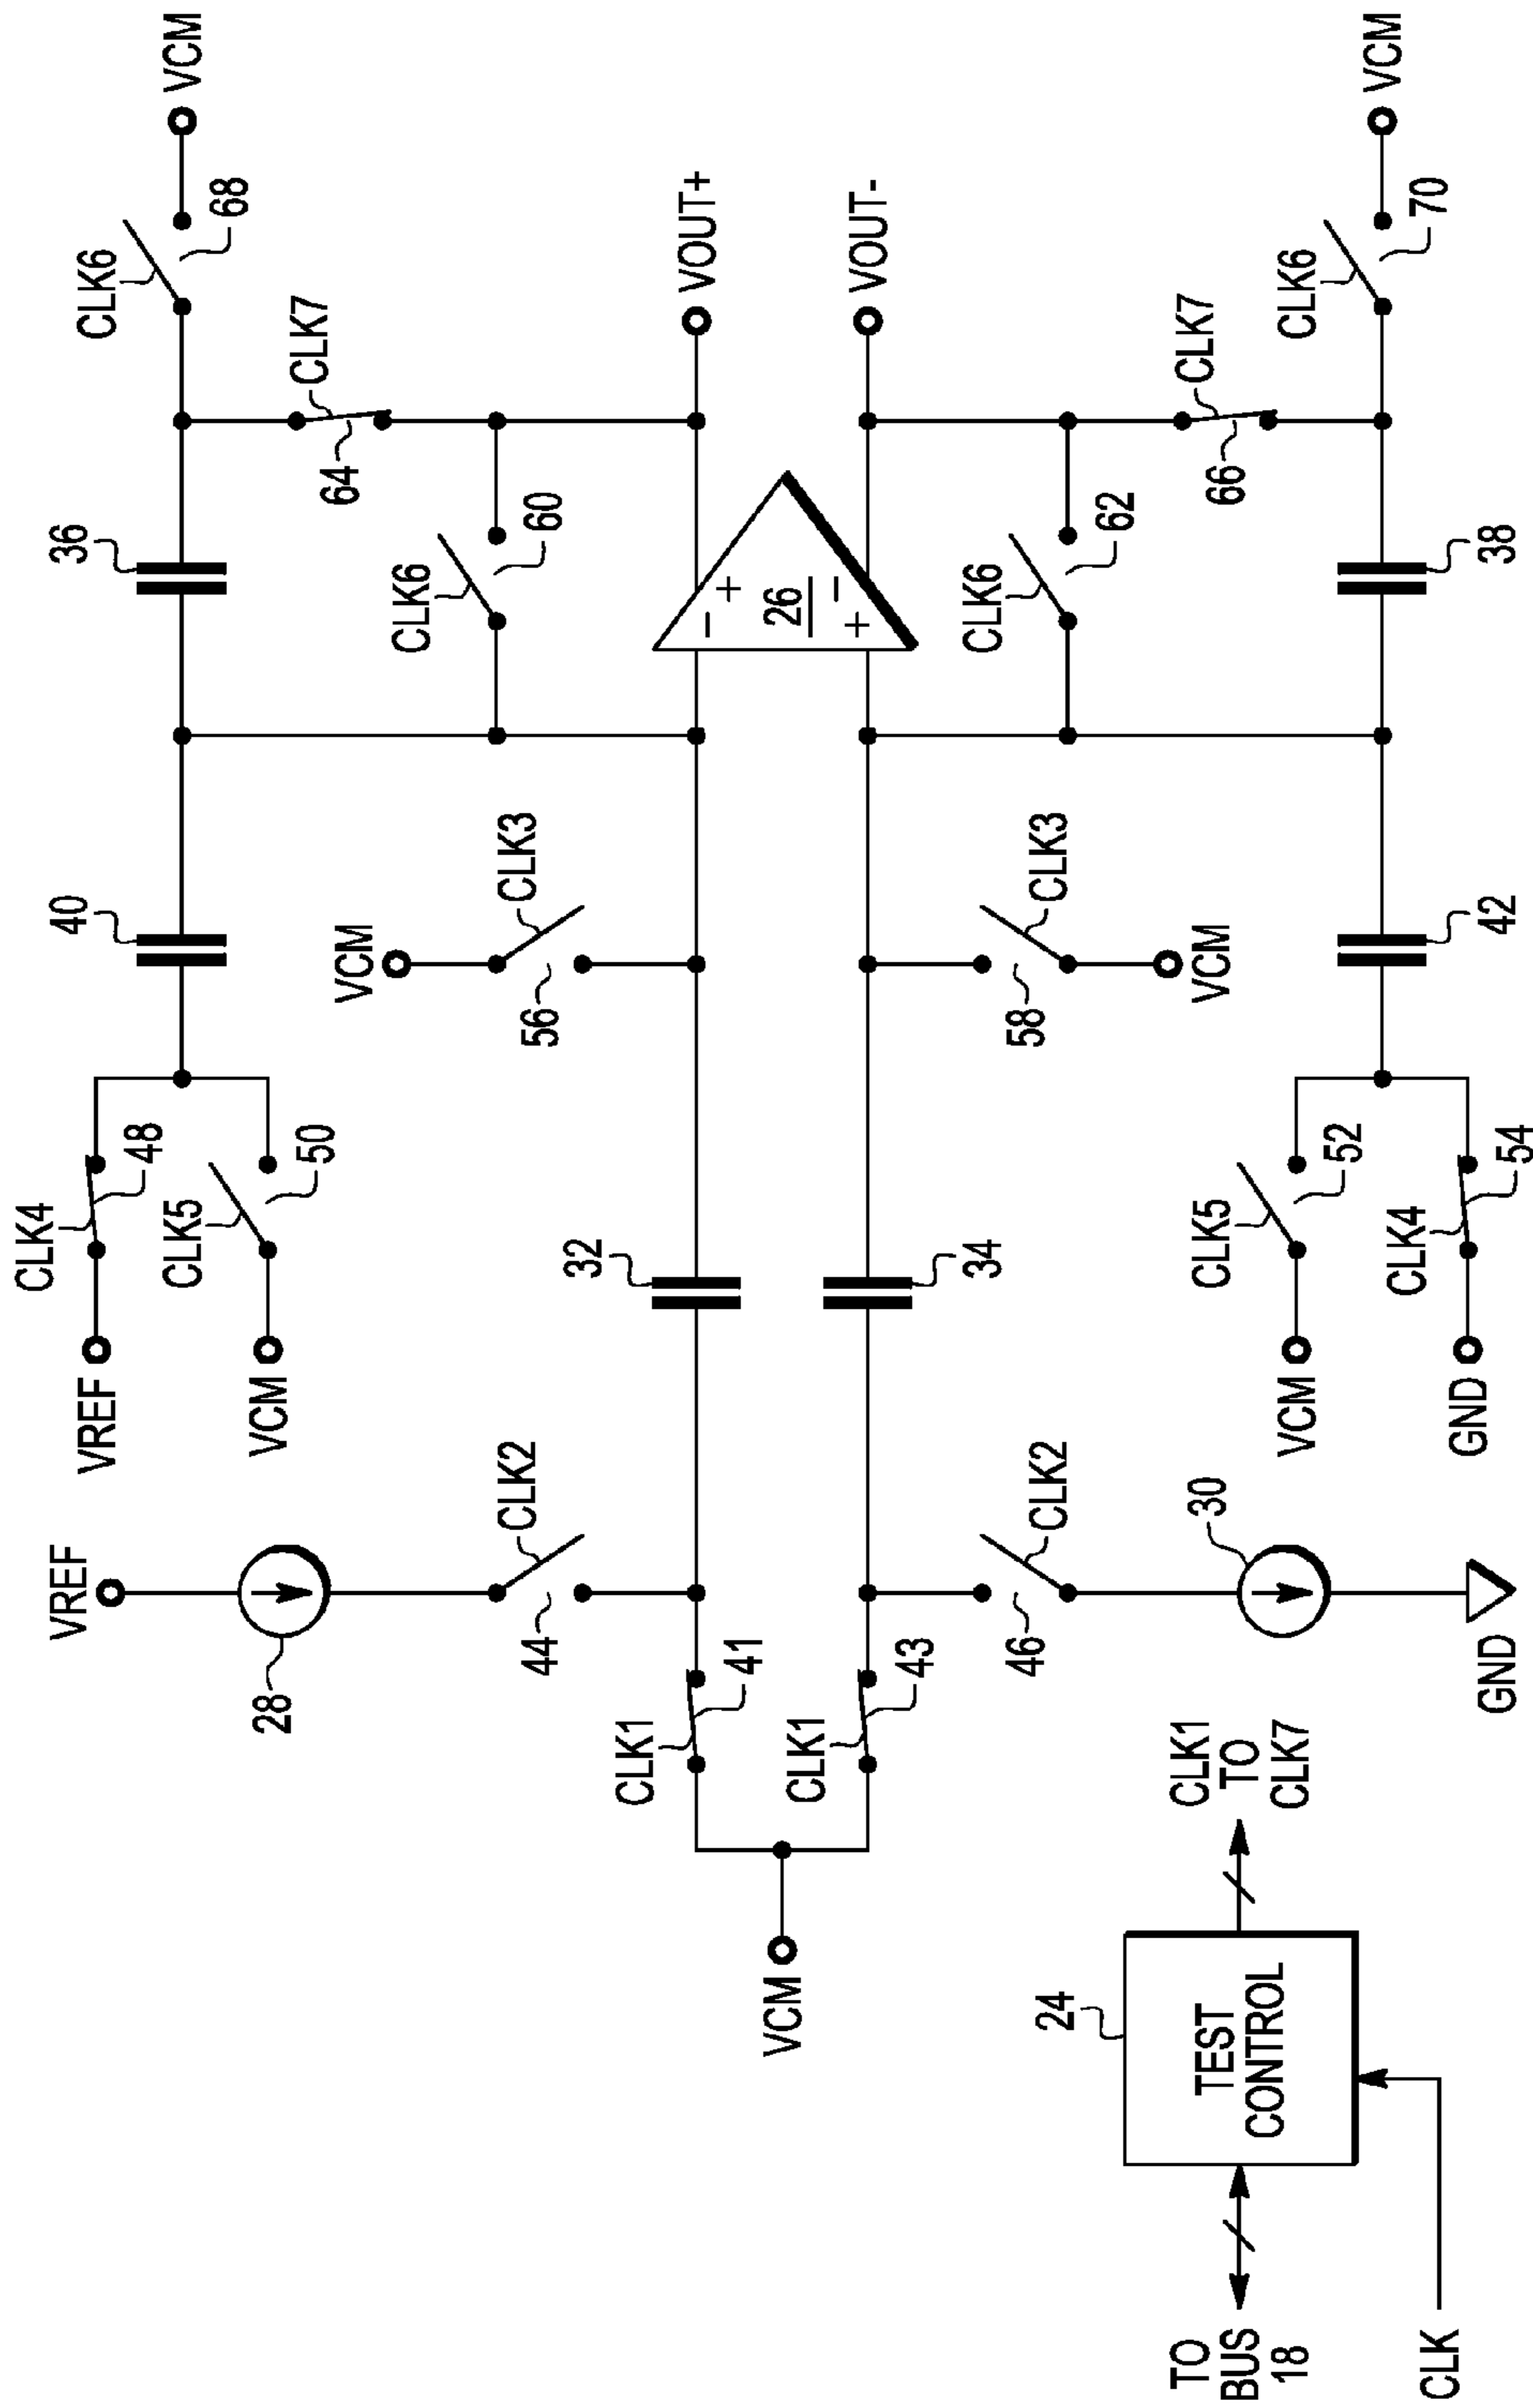 VREF
CLK4
48
40
36
CLK6
68
VCM
VCM
CLK5
50
CLK7
64
VREF
28
44
CLK2
VCM
56
CLK3
CLK6
60
CLK1
41
32
-
+
VOUT+
VCM
26
CLK1
43
34
+
-
VOUT-
46
CLK2
58
CLK3
VCM
CLK6
62
CLK7
66
30
GND
VCM
CLK5
52
GND
CLK4
54
42
38
CLK6
70
VCM
24
TEST
CONTROL
TO
BUS
18
CLK
CLK1
TO
CLK7